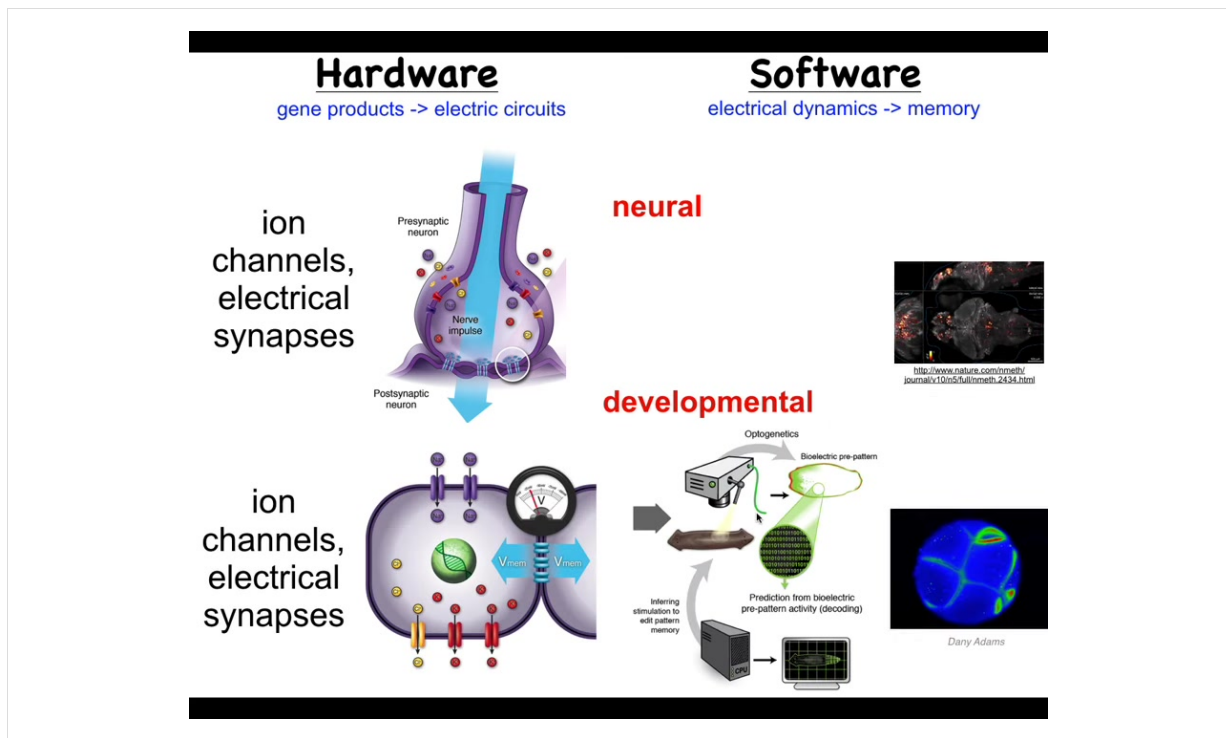 Hardware
gene products -> electric circuits
Software
electrical dynamics -> memory
neural
ion
channels,
electrical
synapses
Presynaptic
neuron
Nerve
impulse
Postsynaptic
neuron
http://www.nature.com/nmeth/
journal/v10/n5/full/nmeth.2434.html
developmental
ion
channels,
electrical
synapses
V
Vmem
Vmem
Optogenetics
Bioelectric pre-pattern
Prediction from bioelectric
pre-pattern activity (decoding)
Inferring
stimulation to
edit pattern
memory
CPU
Dany Adams